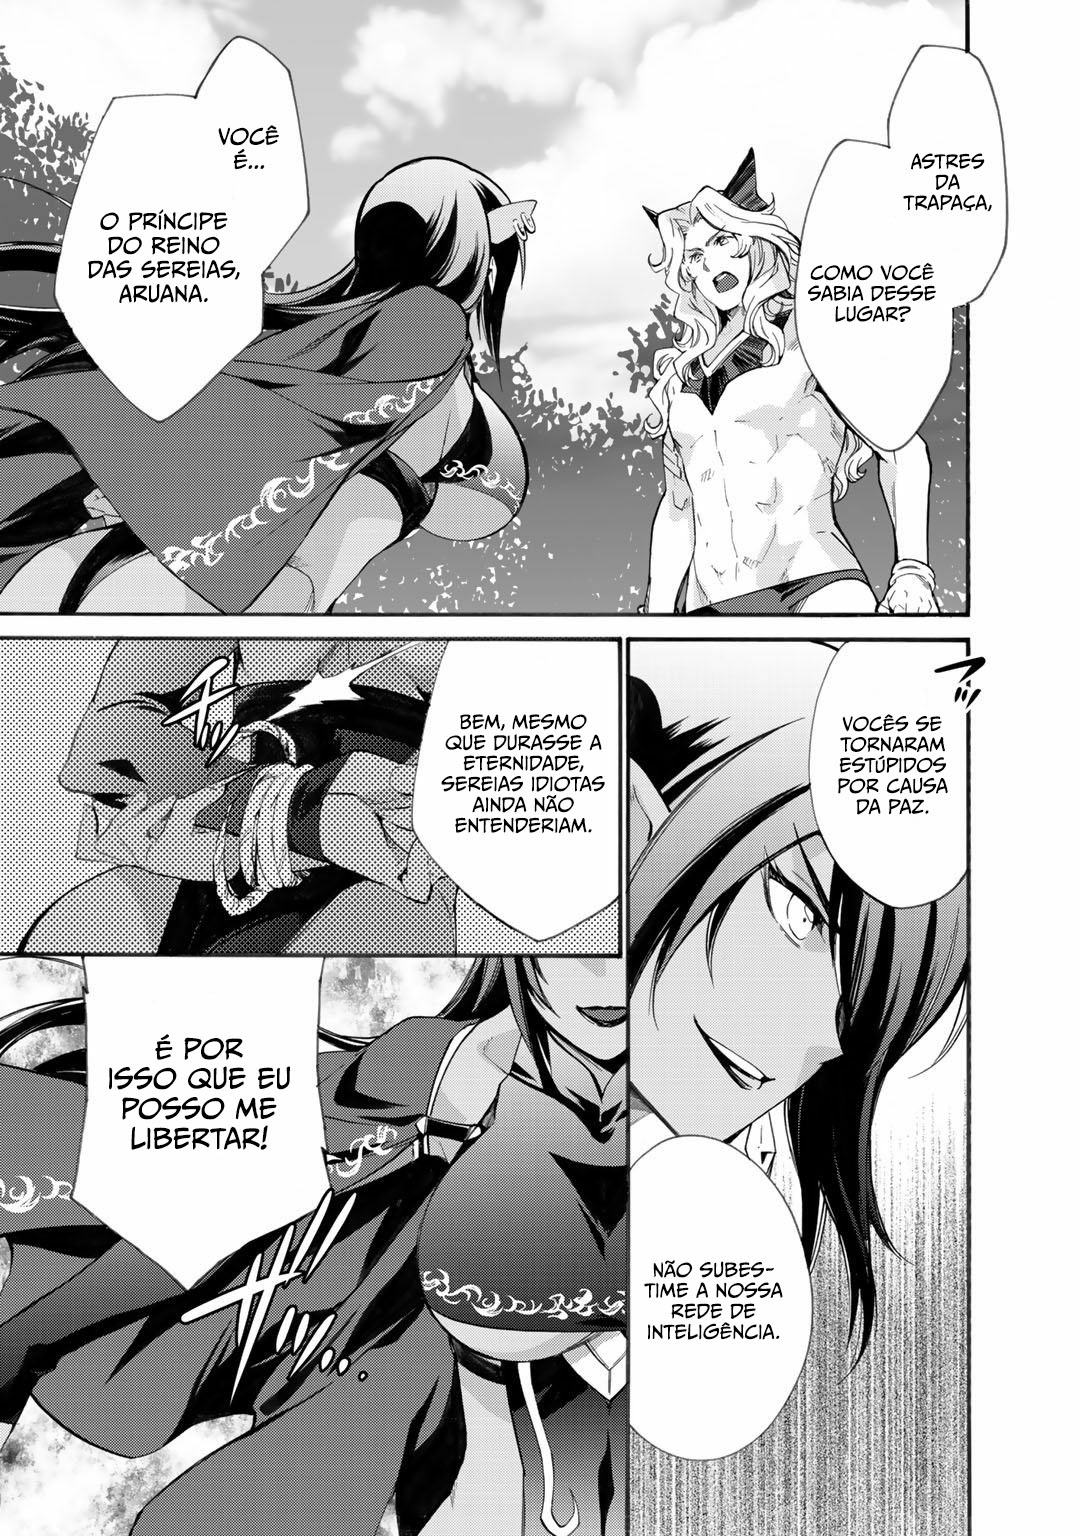 ASTRES
DA
TRAPAÇA,
COMO VOCÊ
SABIA DESSE
LUGAR?
VOCÊ
É...
O PRÍNCIPE
DO REINO
DAS SEREIAS,
ARUANA.
VOCÊS SE
TORNARAM
ESTÚPIDOS
POR CAUSA
DA PAZ.
NÃO SUBES-
TIME A NOSSA
REDE DE
INTELIGÊNCIA.
BEM, MESMO
QUE DURASSE A
ETERNIDADE,
SEREIAS IDIOTAS
AINDA NÃO
ENTENDERIAM.
É POR
ISSO QUE EU
POSSO ME
LIBERTAR!